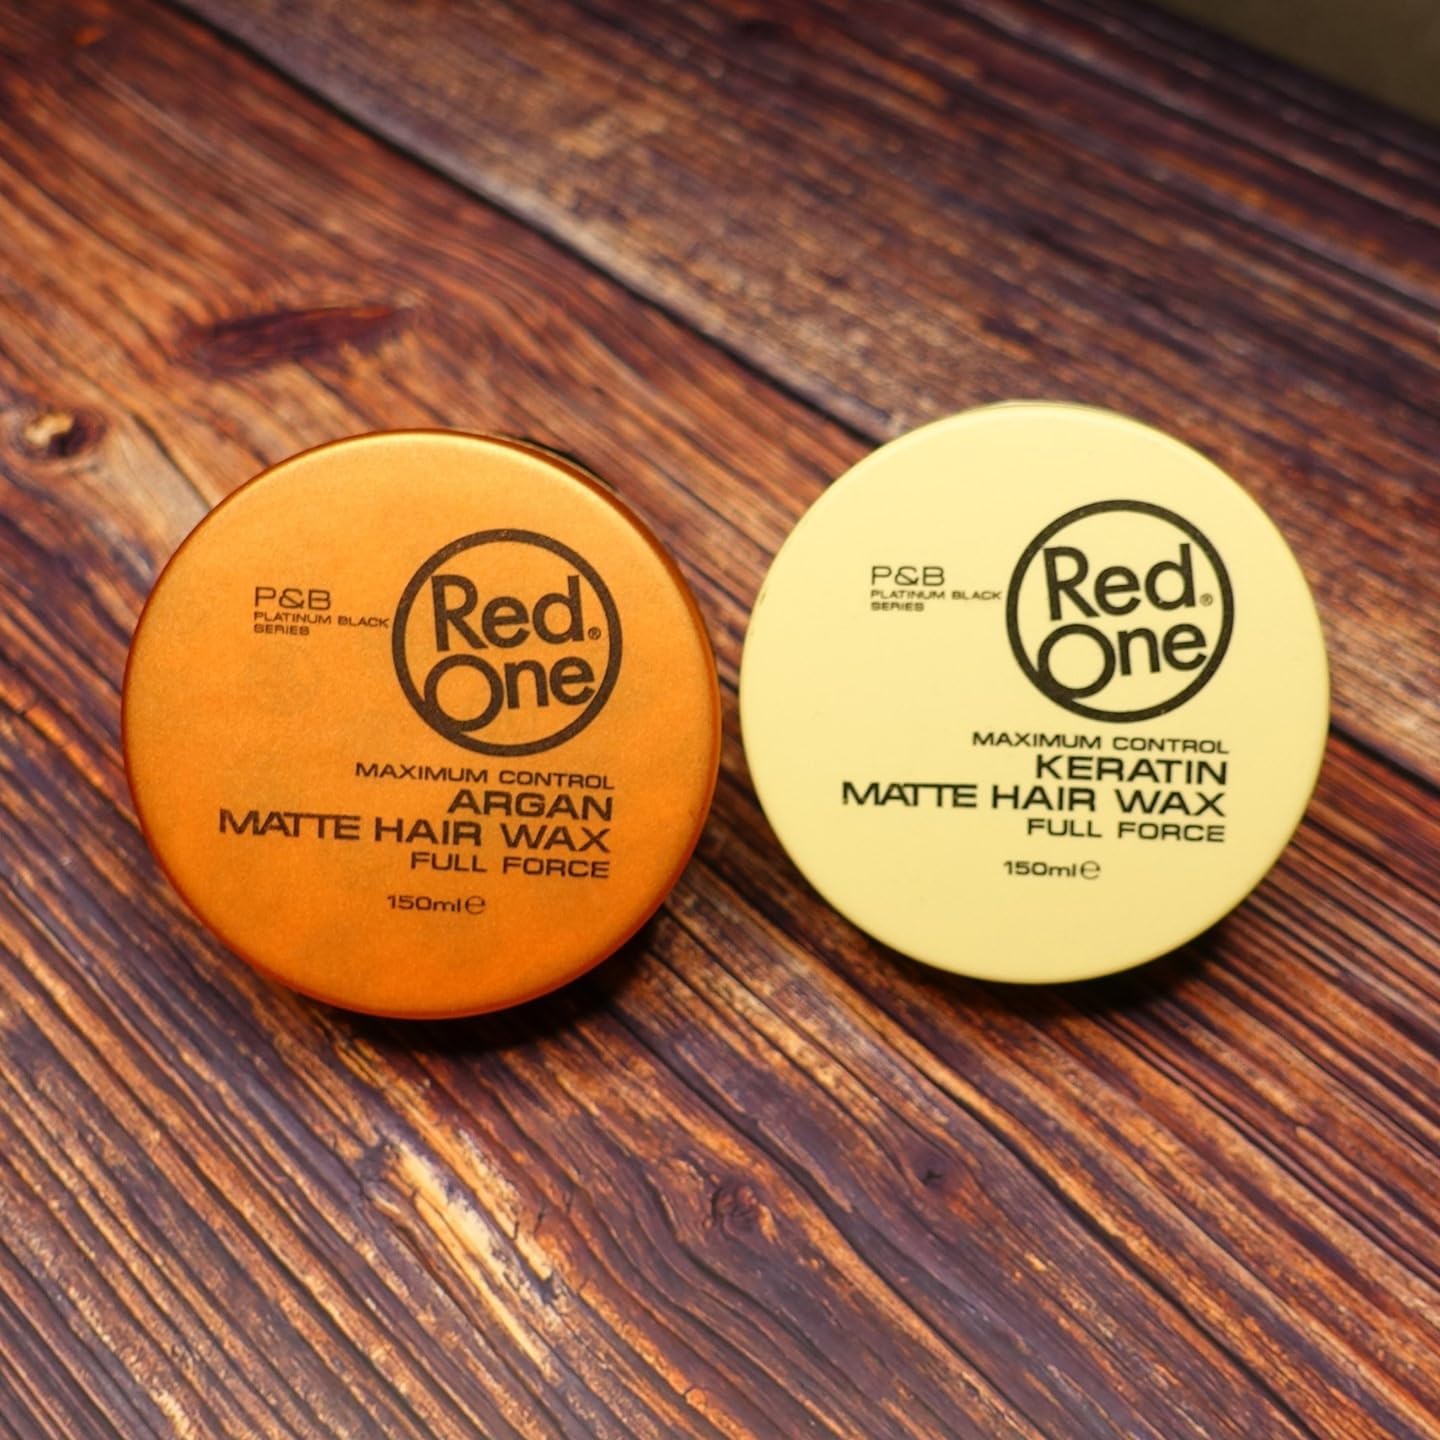 P&B
PLATINUM BLACK
SERIES
Red®
One
MAXIMUM CONTROL
ARGAN
MATTE HAIR WAX
FULL FORCE
150ml℮
P&B
PLATINUM BLACK
SERIES
Red®
One
MAXIMUM CONTROL
KERATIN
MATTE HAIR WAX
FULL FORCE
150ml℮